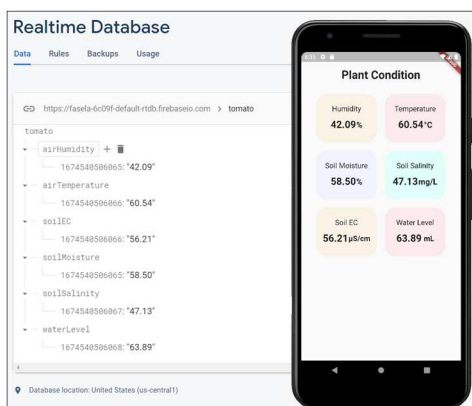 Realtime Database
Data Rules Backups Usage
https://fasela-6c09f-default-rtdb.firebaseio.com > tomato
tomato
airHumidity
1674540506065: "42.09"
airTemperature
1674540506066: "60.54"
soilEC
1674540506066: "56.21"
soilMoisture
1674540506065: "58.50"
soilSalinity
1674540506067: "47.13"
waterLevel
1674540506068: "63.89"
Database location: United States (us-central1)
Plant Condition
Humidity
42.09%
Temperature
60.54°C
Soil Moisture
58.50%
Soil Salinity
47.13mg/L
Soil EC
56.21µS/cm
Water Level
63.89 mL